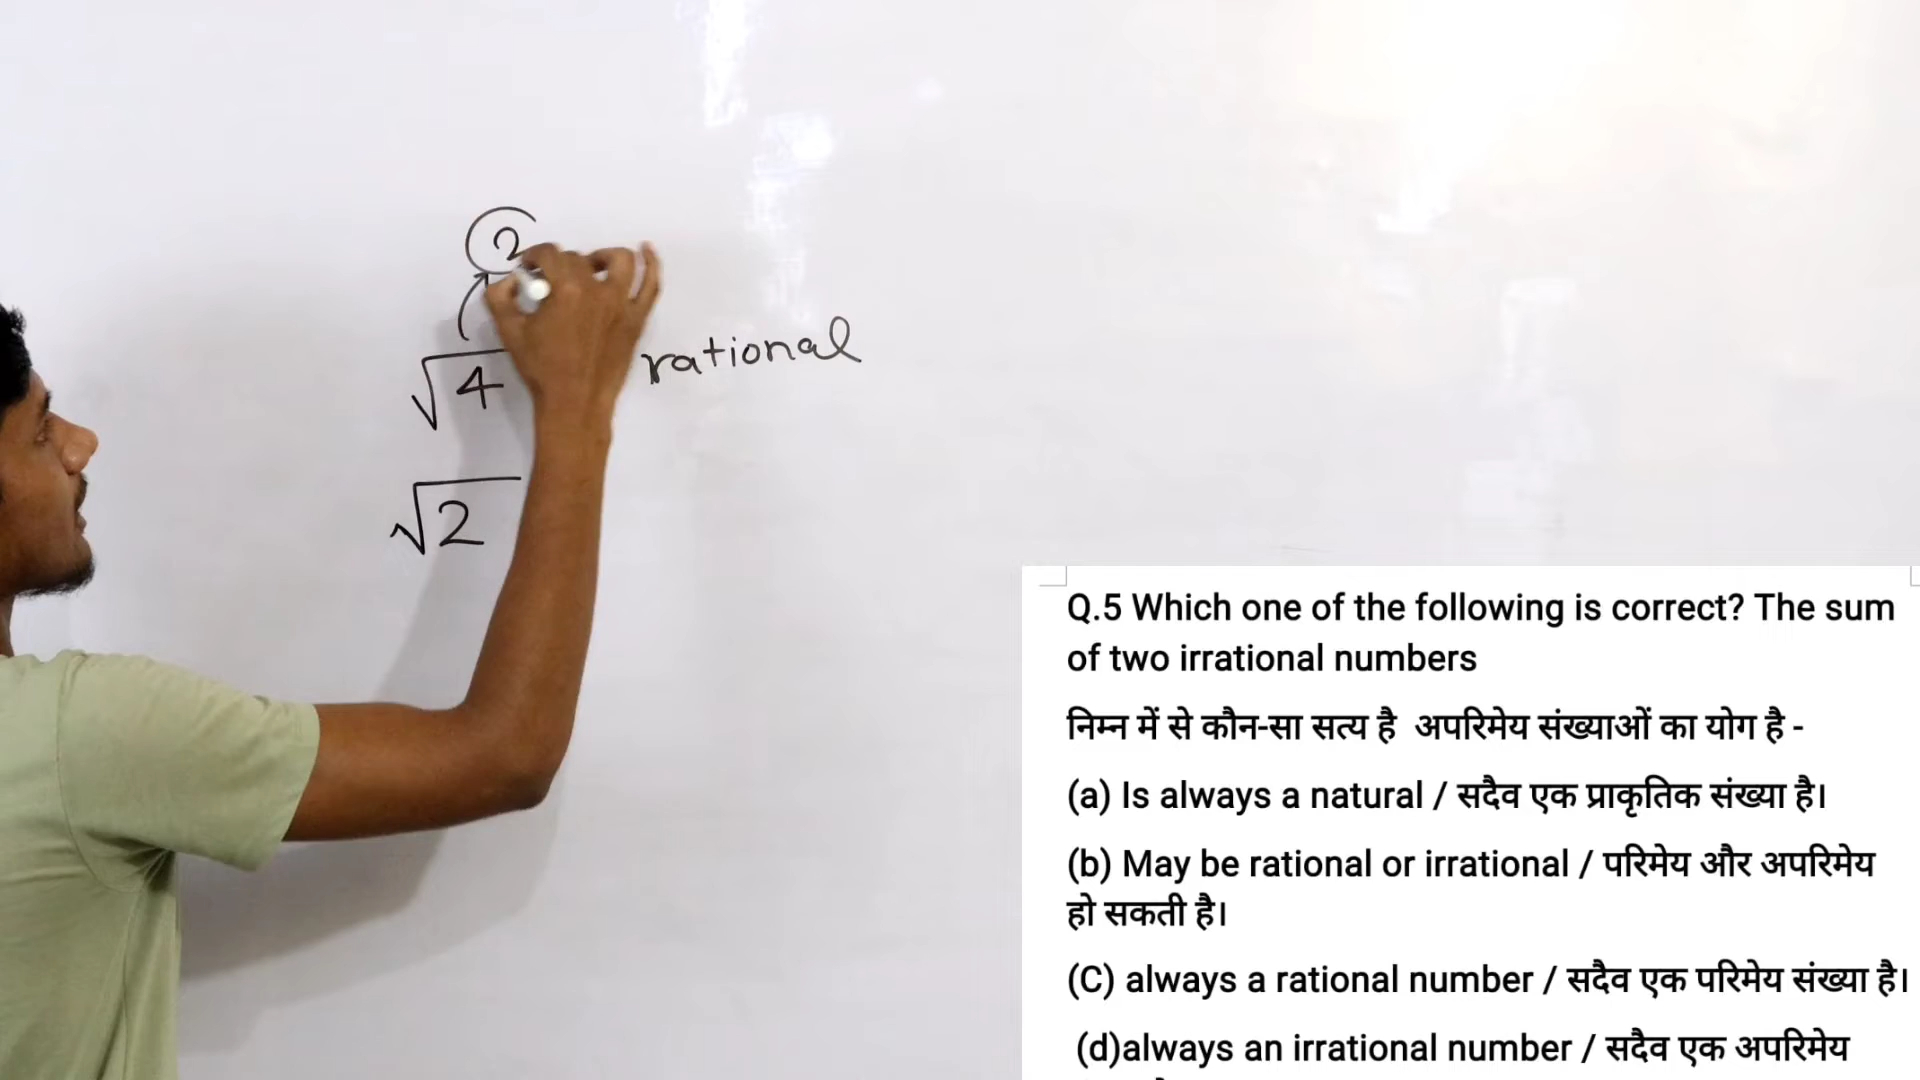 2
√4 rational
√2
Q.5 Which one of the following is correct? The sum
of two irrational numbers
निम्न में से कौन-सा सत्य है अपरिमेय संख्याओं का योग है -
(a) Is always a natural / सदैव एक प्राकृतिक संख्या है।
(b) May be rational or irrational / परिमेय और अपरिमेय
हो सकती है।
(C) always a rational number / सदैव एक परिमेय संख्या है।
(d)always an irrational number / सदैव एक अपरिमेय